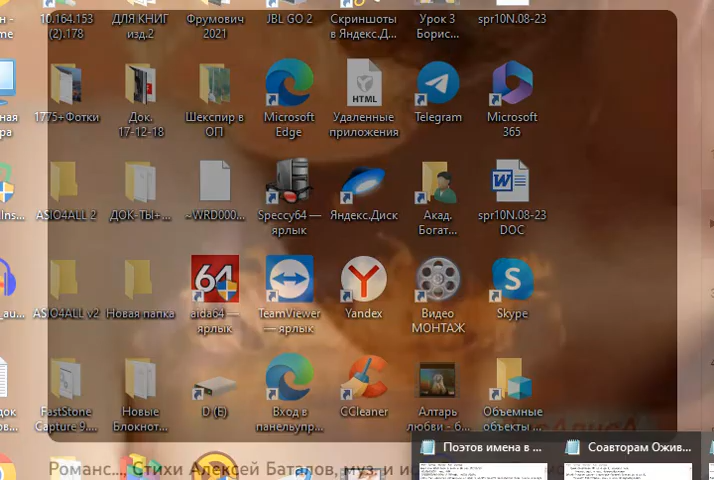 10.164.153
(2).178
ДЛЯ КНИГ
изд.2
Фрумович
2021
JBL GO 2
Скриншоты
в Яндекс.Д...
Урок 3
Борис...
spr10N.08-23
1775+Фотки
Док.
17-12-18
Шекспир в
ОП
Microsoft
Edge
HTML
Удаленные
приложения
Telegram
Microsoft
365
ASIO4ALL 2
ДОК-ТЫ+...
~WRD000...
Speccy64 —
ярлык
Яндекс.Диск
Акад.
Богат...
W
spr10N.08-23
DOC
ASIO4ALL v2
Новая папка
64
aida64 —
ярлык
TeamViewer
— ярлык
Y
Yandex
Видео
МОНТАЖ
S
Skype
FastStone
Capture 9....
Новые
Блокнот...
D (Б)
Вход в
панельупр...
CCleaner
Алтарь
любви - б...
Объемные
объекты ...
Поэтов имена в ...
Соавторам Ожив...
Романс..., Стихи Алексей Баталов, муз. и